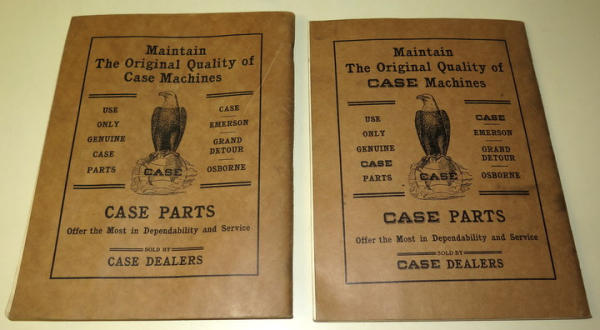 Maintain
The Original Quality of
Case Machines
USE
ONLY
GENUINE
CASE
PARTS
CASE
CASE
EMERSON
GRAND
DETOUR
OSBORNE
CASE PARTS
Offer the Most in Dependability and Service
SOLD BY
CASE DEALERS
Maintain
The Original Quality of
CASE Machines
USE
ONLY
GENUINE
CASE
PARTS
CASE
CASE
EMERSON
GRAND
DETOUR
OSBORNE
CASE PARTS
Offer the Most in Dependability and Service
SOLD BY
CASE DEALERS